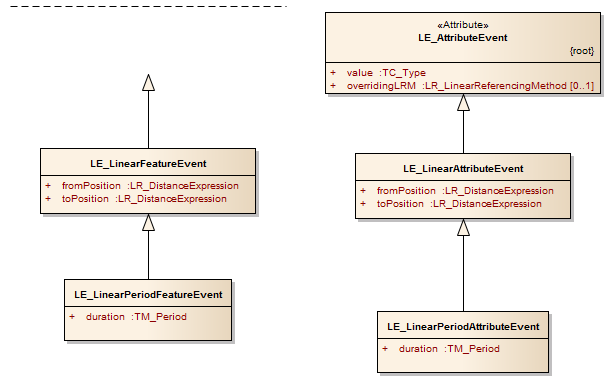 «Attribute»
LE_AttributeEvent
{root}
+ value :TC_Type
+ overridingLRM :LR_LinearReferencingMethod [0..1]
LE_LinearFeatureEvent
+ fromPosition :LR_DistanceExpression
+ toPosition :LR_DistanceExpression
LE_LinearAttributeEvent
+ fromPosition :LR_DistanceExpression
+ toPosition :LR_DistanceExpression
LE_LinearPeriodFeatureEvent
+ duration :TM_Period
LE_LinearPeriodAttributeEvent
+ duration :TM_Period